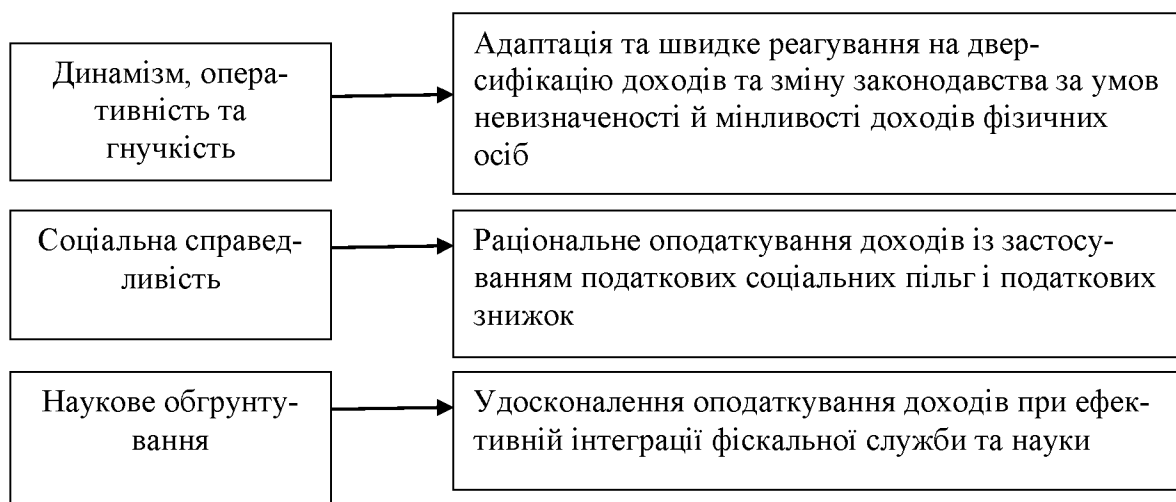 Динамізм, опера-
тивність та
гнучкість
Адаптація та швидке реагування на двер-
сифікацію доходів та зміну законодавства за умов
невизначеності й мінливості доходів фізичних
осіб
Соціальна справед-
ливість
Раціональне оподаткування доходів із застосу-
ванням податкових соціальних пільг і податкових
знижок
Наукове обгрунту-
вання
Удосконалення оподаткування доходів при ефек-
тивній інтеграції фіскальної служби та науки